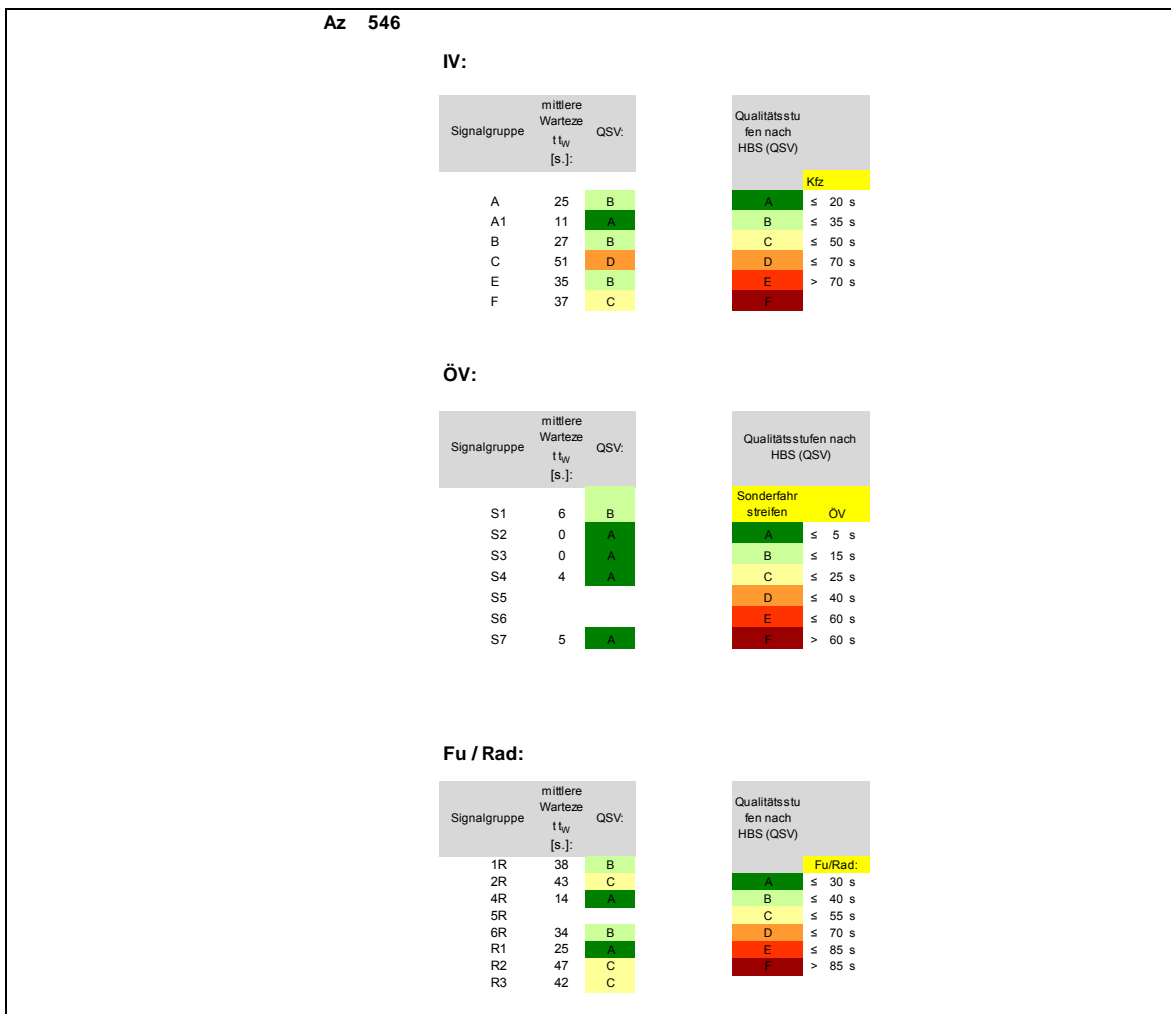 Az 546
IV:
Signalgruppe mittlere Warteze t tW [s.]: QSV:
Qualitätsstu fen nach HBS (QSV)
Kfz
A 25 B A ≤ 20 s
A1 11 A B ≤ 35 s
B 27 B C ≤ 50 s
C 51 D D ≤ 70 s
E 35 B E > 70 s
F 37 C F
ÖV:
Signalgruppe mittlere Warteze t tW [s.]: QSV:
Qualitätsstufen nach HBS (QSV)
Sonderfahr streifen ÖV
S1 6 B
S2 0 A A ≤ 5 s
S3 0 A B ≤ 15 s
S4 4 A C ≤ 25 s
S5 D ≤ 40 s
S6 E ≤ 60 s
S7 5 A F > 60 s
Fu / Rad:
Signalgruppe mittlere Warteze t tW [s.]: QSV:
Qualitätsstu fen nach HBS (QSV)
1R 38 B Fu/Rad:
2R 43 C A ≤ 30 s
4R 14 A B ≤ 40 s
5R C ≤ 55 s
6R 34 B D ≤ 70 s
R1 25 A E ≤ 85 s
R2 47 C F > 85 s
R3 42 C